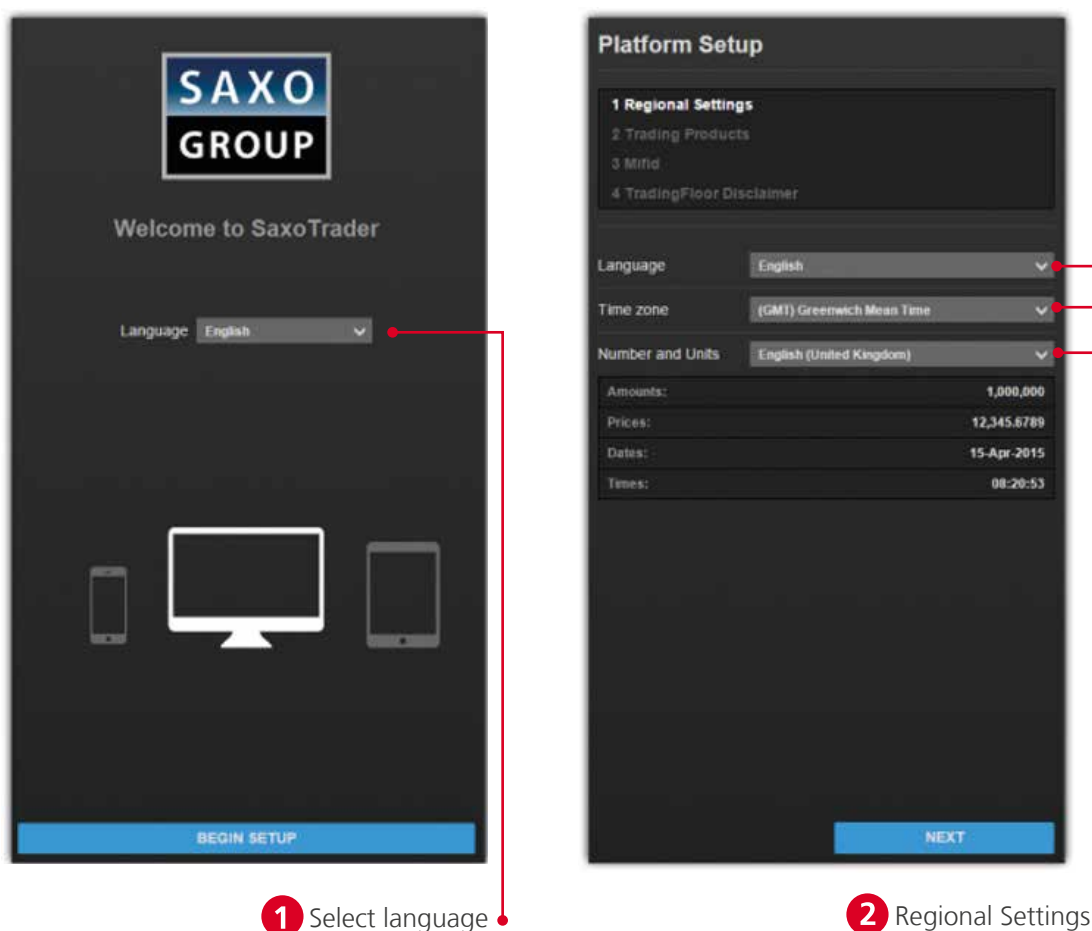 SAXO
GROUP
Welcome to SaxoTrader
Language English
BEGIN SETUP
1 Select language
Platform Setup
1 Regional Settings
2 Trading Products
3 Mifid
4 TradingFloor Disclaimer
Language English
Time zone (GMT) Greenwich Mean Time
Number and Units English (United Kingdom)
Amounts: 1,000,000
Prices: 12,345.6789
Dates: 15-Apr-2015
Times: 08:20:53
NEXT
2 Regional Settings